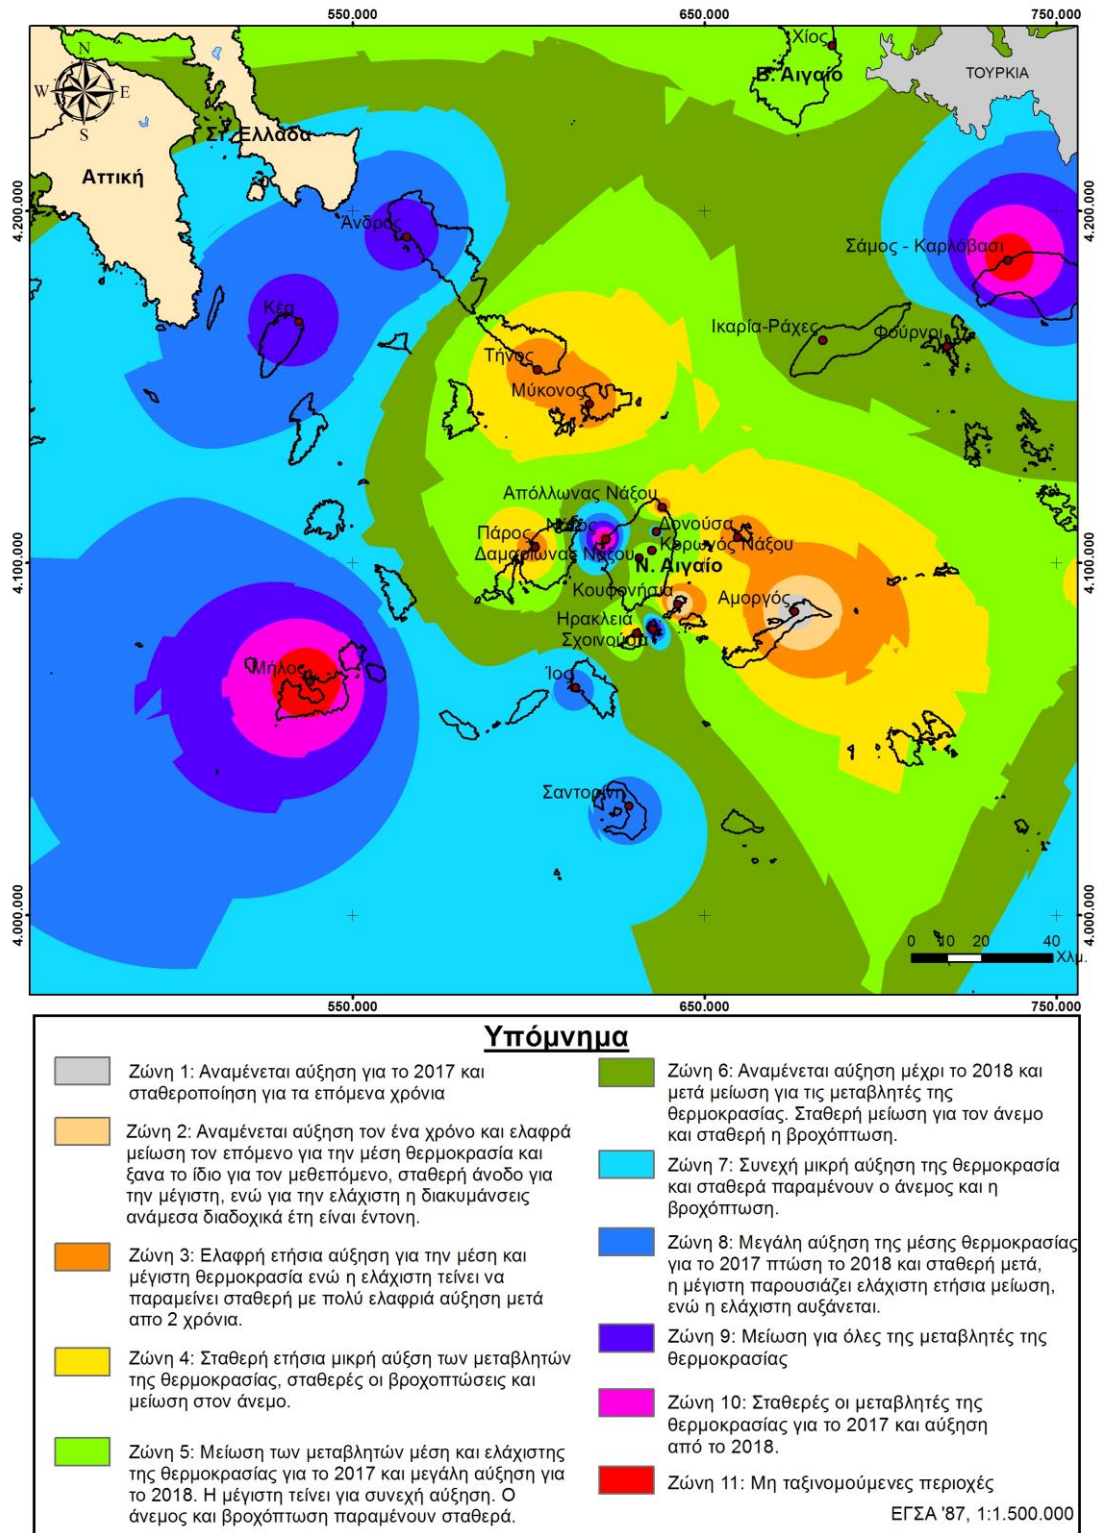 550.000 650.000 750.000
Χίος
Β. Αιγαίο
ΤΟΥΡΚΙΑ
N
W E
S
Στ. Ελλάδα
Αττική
4.200.000 4.200.000
Άνδρος
Σάμος - Καρλόβασι
Κέα
Ικαρία-Ράχες
Φούρνοι
Τήνος
Μύκονος
Απόλλωνας Νάξου
Πάρος
Νάξος
Δονούσα
Δαμαρίωνας Νάξου
Κορωνός Νάξου
4.100.000 4.100.000
Ν. Αιγαίο
Κουφονήσια
Αμοργός
Ηρακλειά
Σχοινούσα
Μήλος
Ίος
Σαντορίνη
4.000.000 4.000.000
0 10 20 40
Χλμ.
550.000 650.000 750.000
Υπόμνημα
Ζώνη 1: Αναμένεται αύξηση για το 2017 και
σταθεροποίηση για τα επόμενα χρόνια
Ζώνη 2: Αναμένεται αύξηση τον ένα χρόνο και ελαφρά
μείωση τον επόμενο για την μέση θερμοκρασία και
ξανα το ίδιο για τον μεθεπόμενο, σταθερή άνοδο για
την μέγιστη, ενώ για την ελάχιστη η διακυμάνσεις
ανάμεσα διαδοχικά έτη είναι έντονη.
Ζώνη 3: Ελαφρή ετήσια αύξηση για την μέση και
μέγιστη θερμοκρασία ενώ η ελάχιστη τείνει να
παραμείνει σταθερή με πολύ ελαφριά αύξηση μετά
απο 2 χρόνια.
Ζώνη 4: Σταθερή ετήσια μικρή αύξση των μεταβλητών
της θερμοκρασίας, σταθερές οι βροχοπτώσεις και
μείωση στον άνεμο.
Ζώνη 5: Μείωση των μεταβλητών μέση και ελάχιστης
της θερμοκρασίας για το 2017 και μεγάλη αύξηση για
το 2018. Η μέγιστη τείνει για συνεχή αύξηση. Ο
άνεμος και βροχόπτωση παραμένουν σταθερά.
Ζώνη 6: Αναμένεται αύξηση μέχρι το 2018 και
μετά μείωση για τις μεταβλητές της
θερμοκρασίας. Σταθερή μείωση για τον άνεμο
και σταθερή η βροχόπτωση.
Ζώνη 7: Συνεχή μικρή αύξηση της θερμοκρασία
και σταθερά παραμένουν ο άνεμος και η
βροχόπτωση.
Ζώνη 8: Μεγάλη αύξηση της μέσης θερμοκρασίας
για το 2017 πτώση το 2018 και σταθερή μετά,
η μέγιστη παρουσιάζει ελάχιστη ετήσια μείωση,
ενώ η ελάχιστη αυξάνεται.
Ζώνη 9: Μείωση για όλες της μεταβλητές της
θερμοκρασίας
Ζώνη 10: Σταθερές οι μεταβλητές της
θερμοκρασίας για το 2017 και αύξηση
από το 2018.
Ζώνη 11: Μη ταξινομούμενες περιοχές
ΕΓΣΑ '87, 1:1.500.000